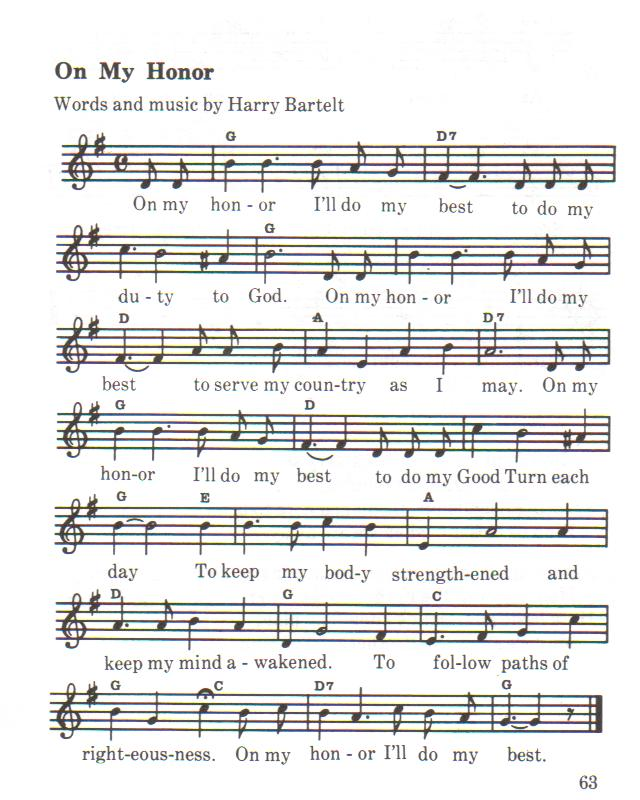 On My Honor
Words and music by Harry Bartelt
G D7
On my hon - or I'll do my best to do my
G
du - ty to God. On my hon - or I'll do my
D A D7
best to serve my coun-try as I may. On my
G D
hon-or I'll do my best to do my Good Turn each
G E A
day To keep my bod-y strength-ened and
D G C
keep my mind a - wakened. To fol-low paths of
G C D7 G
right-eous-ness. On my hon - or I'll do my best.
63